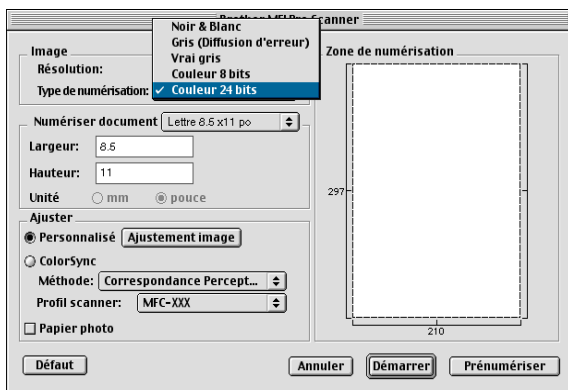 Scanner
Noir & Blanc
Gris (Diffusion d'erreur)
Vrai gris
Couleur 8 bits
✓ Couleur 24 bits
Image
Résolution:
Type de numérisation:
Numériser document Lettre 8.5 x11 po
Largeur: 8.5
Hauteur: 11
Unité mm pouce
Ajuster
Personnalisé Ajustement image
ColorSync
Méthode: Correspondance Percept...
Profil scanner: MFC-XXX
Papier photo
Zone de numérisation
297
210
Défaut Annuler Démarrer Prénumériser